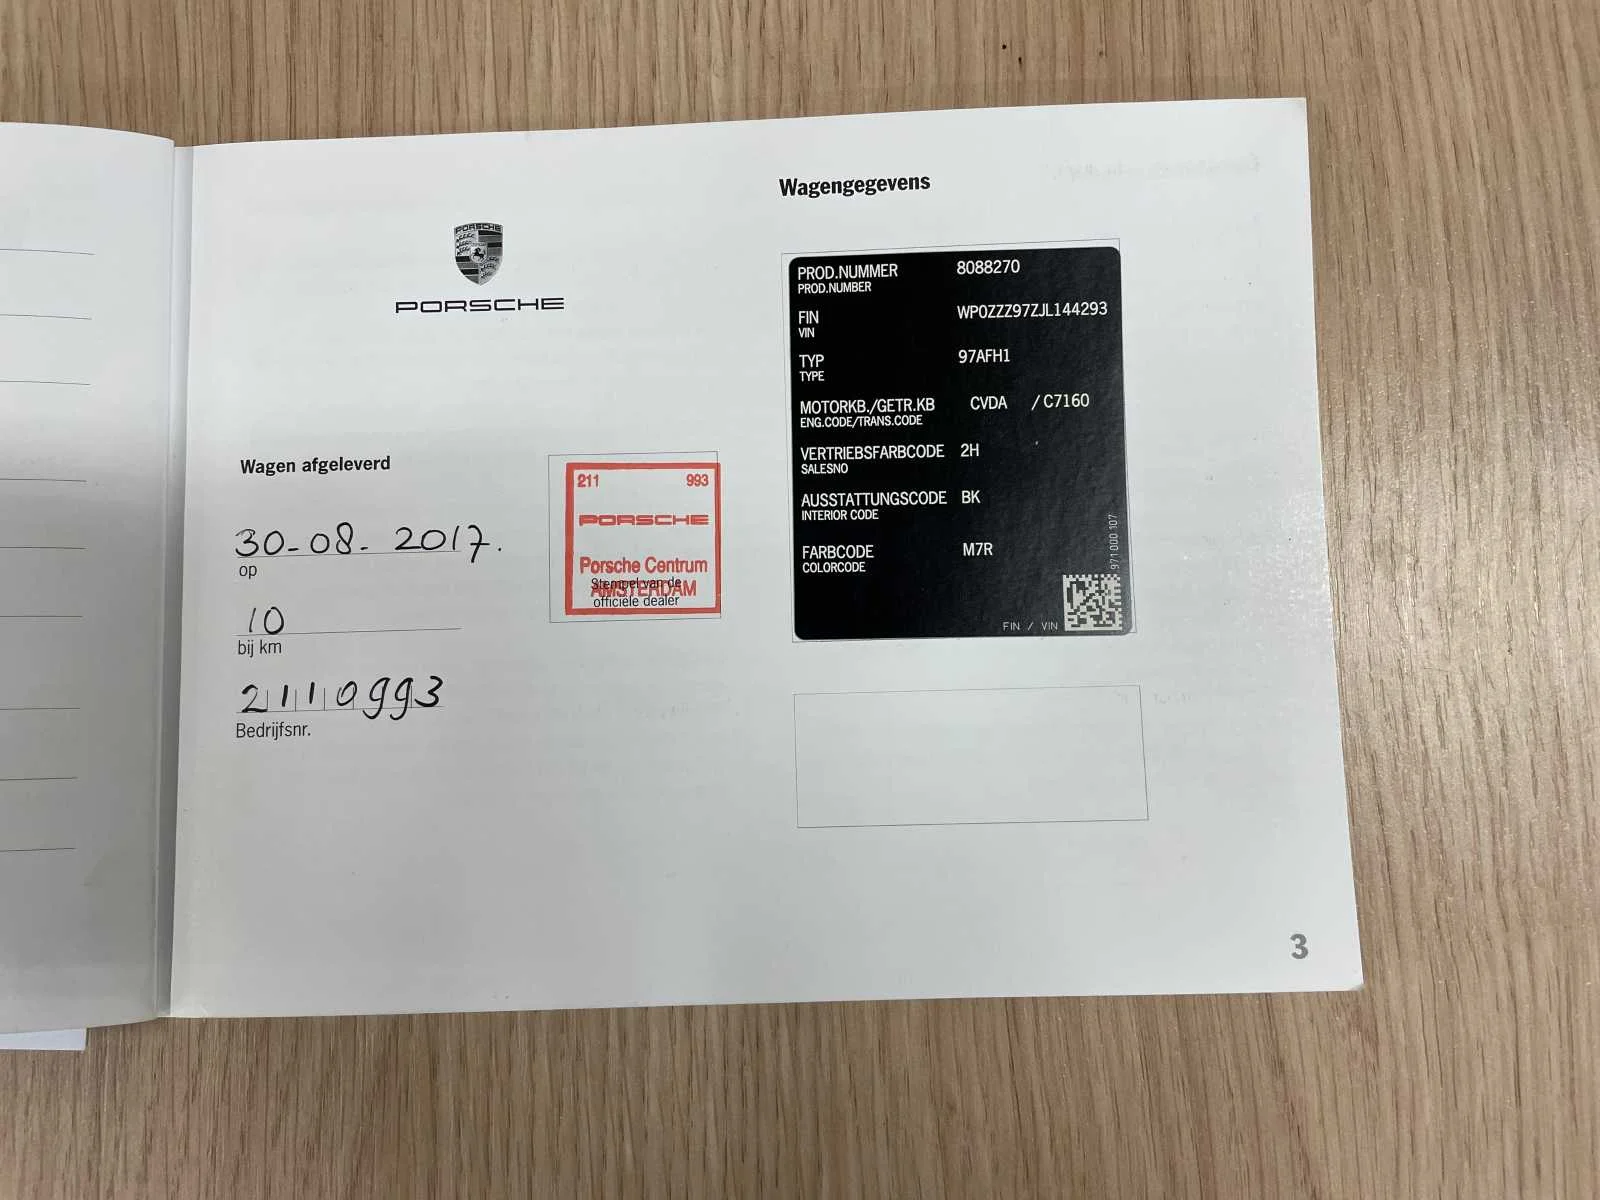 PORSCHE
PORSCHE
Wagen afgeleverd
30-08-2017.
op
10
bij km
21110993
Bedrijfsnr.
211 993
PORSCHE
Porsche Centrum
AMSTERDAM
Stempel van de
officiële dealer
Wagengegevens
PROD.NUMMER 8088270
PROD.NUMBER
FIN WP0ZZZ97ZJL144293
VIN
TYP 97AFH1
TYPE
MOTORKB./GETR.KB CVDA / C7160
ENG.CODE/TRANS.CODE
VERTRIEBSFARBCODE 2H
SALESNO
AUSSTATTUNGSCODE BK
INTERIOR CODE
FARBCODE M7R
COLORCODE
971 000 107
FIN / VIN
3